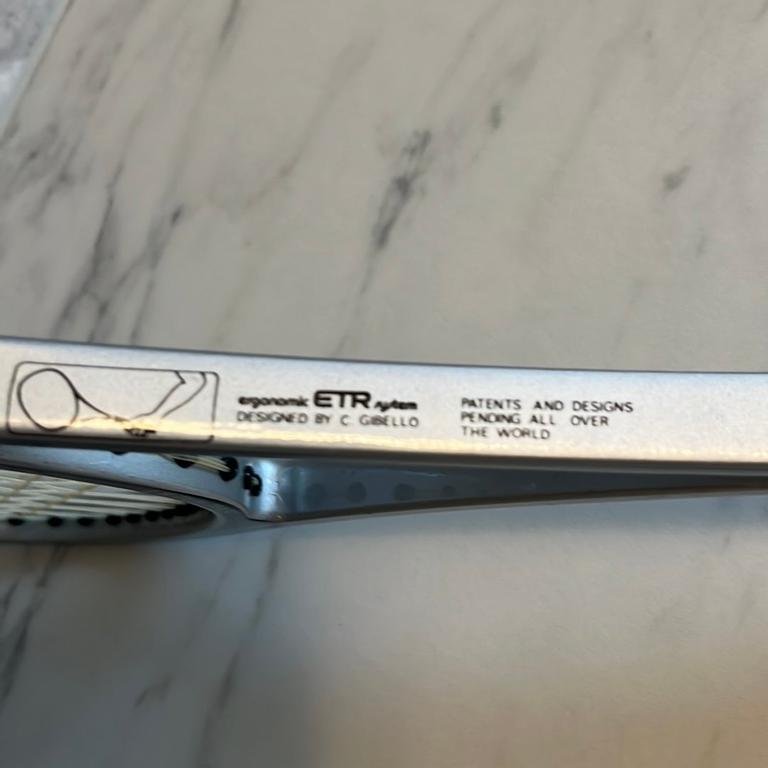 ergonomic ETR system
DESIGNED BY C. GIBELLO
PATENTS AND DESIGNS
PENDING ALL OVER
THE WORLD